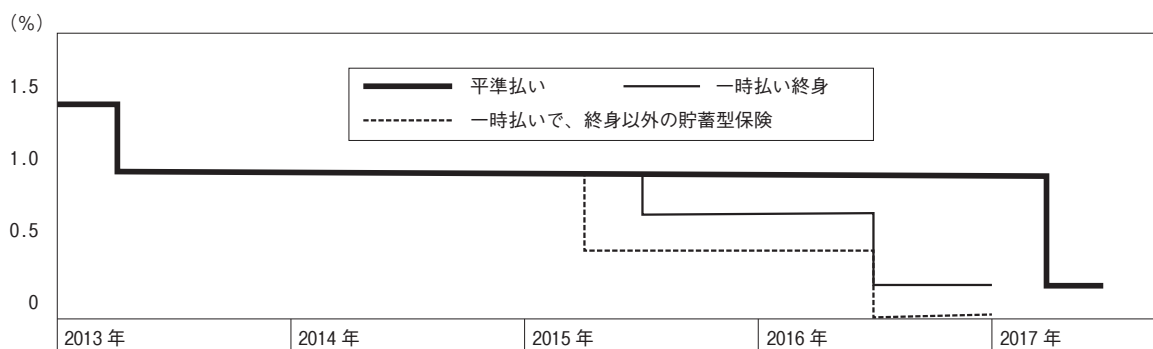 (%)
1.5
1.0
0.5
0
平準払い
一時払い終身
一時払いで、終身以外の貯蓄型保険
2013 年
2014 年
2015 年
2016 年
2017 年